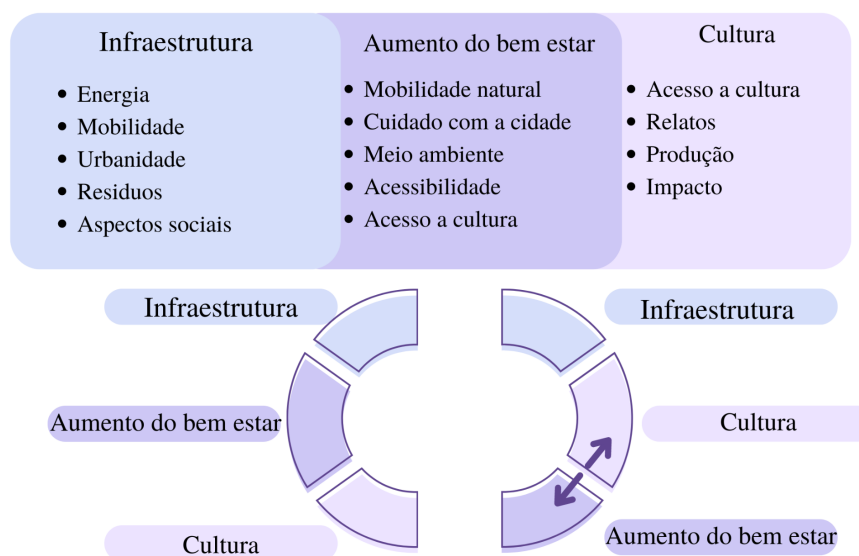 Infraestrutura
• Energia
• Mobilidade
• Urbanidade
• Residuos
• Aspectos sociais
Aumento do bem estar
• Mobilidade natural
• Cuidado com a cidade
• Meio ambiente
• Acessibilidade
• Acesso a cultura
Cultura
• Acesso a cultura
• Relatos
• Produção
• Impacto
Infraestrutura
Aumento do bem estar
Cultura
Infraestrutura
Cultura
Aumento do bem estar